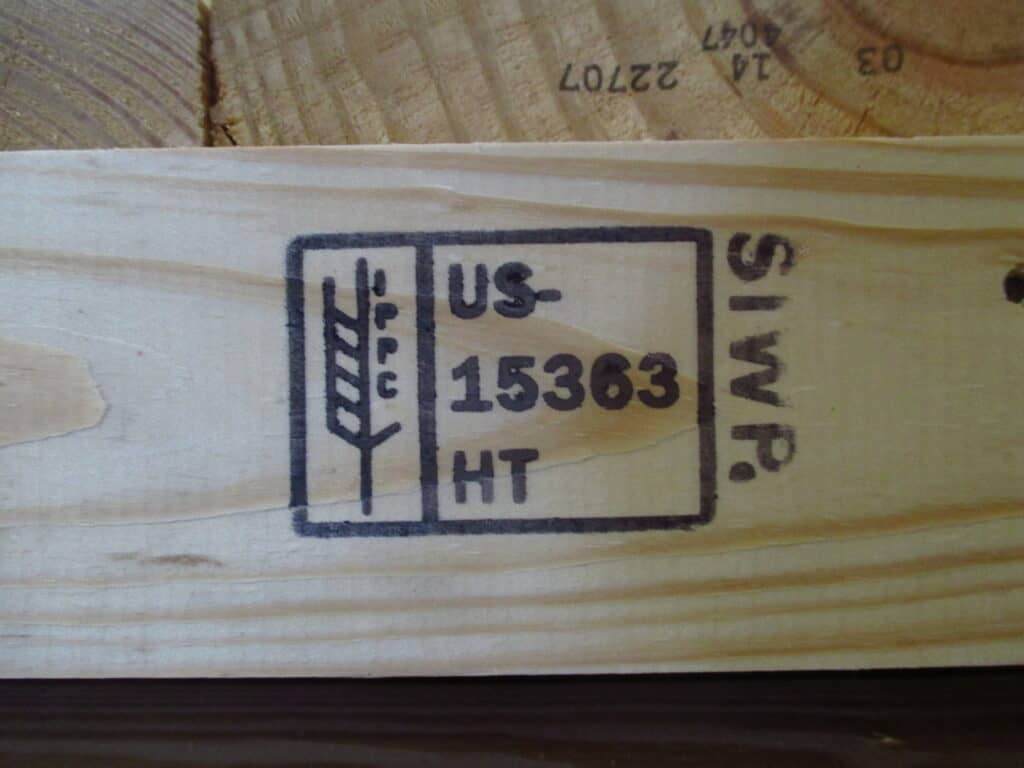 03
14
4047
22707
IPPC
US-
15363
HT
SIWP.